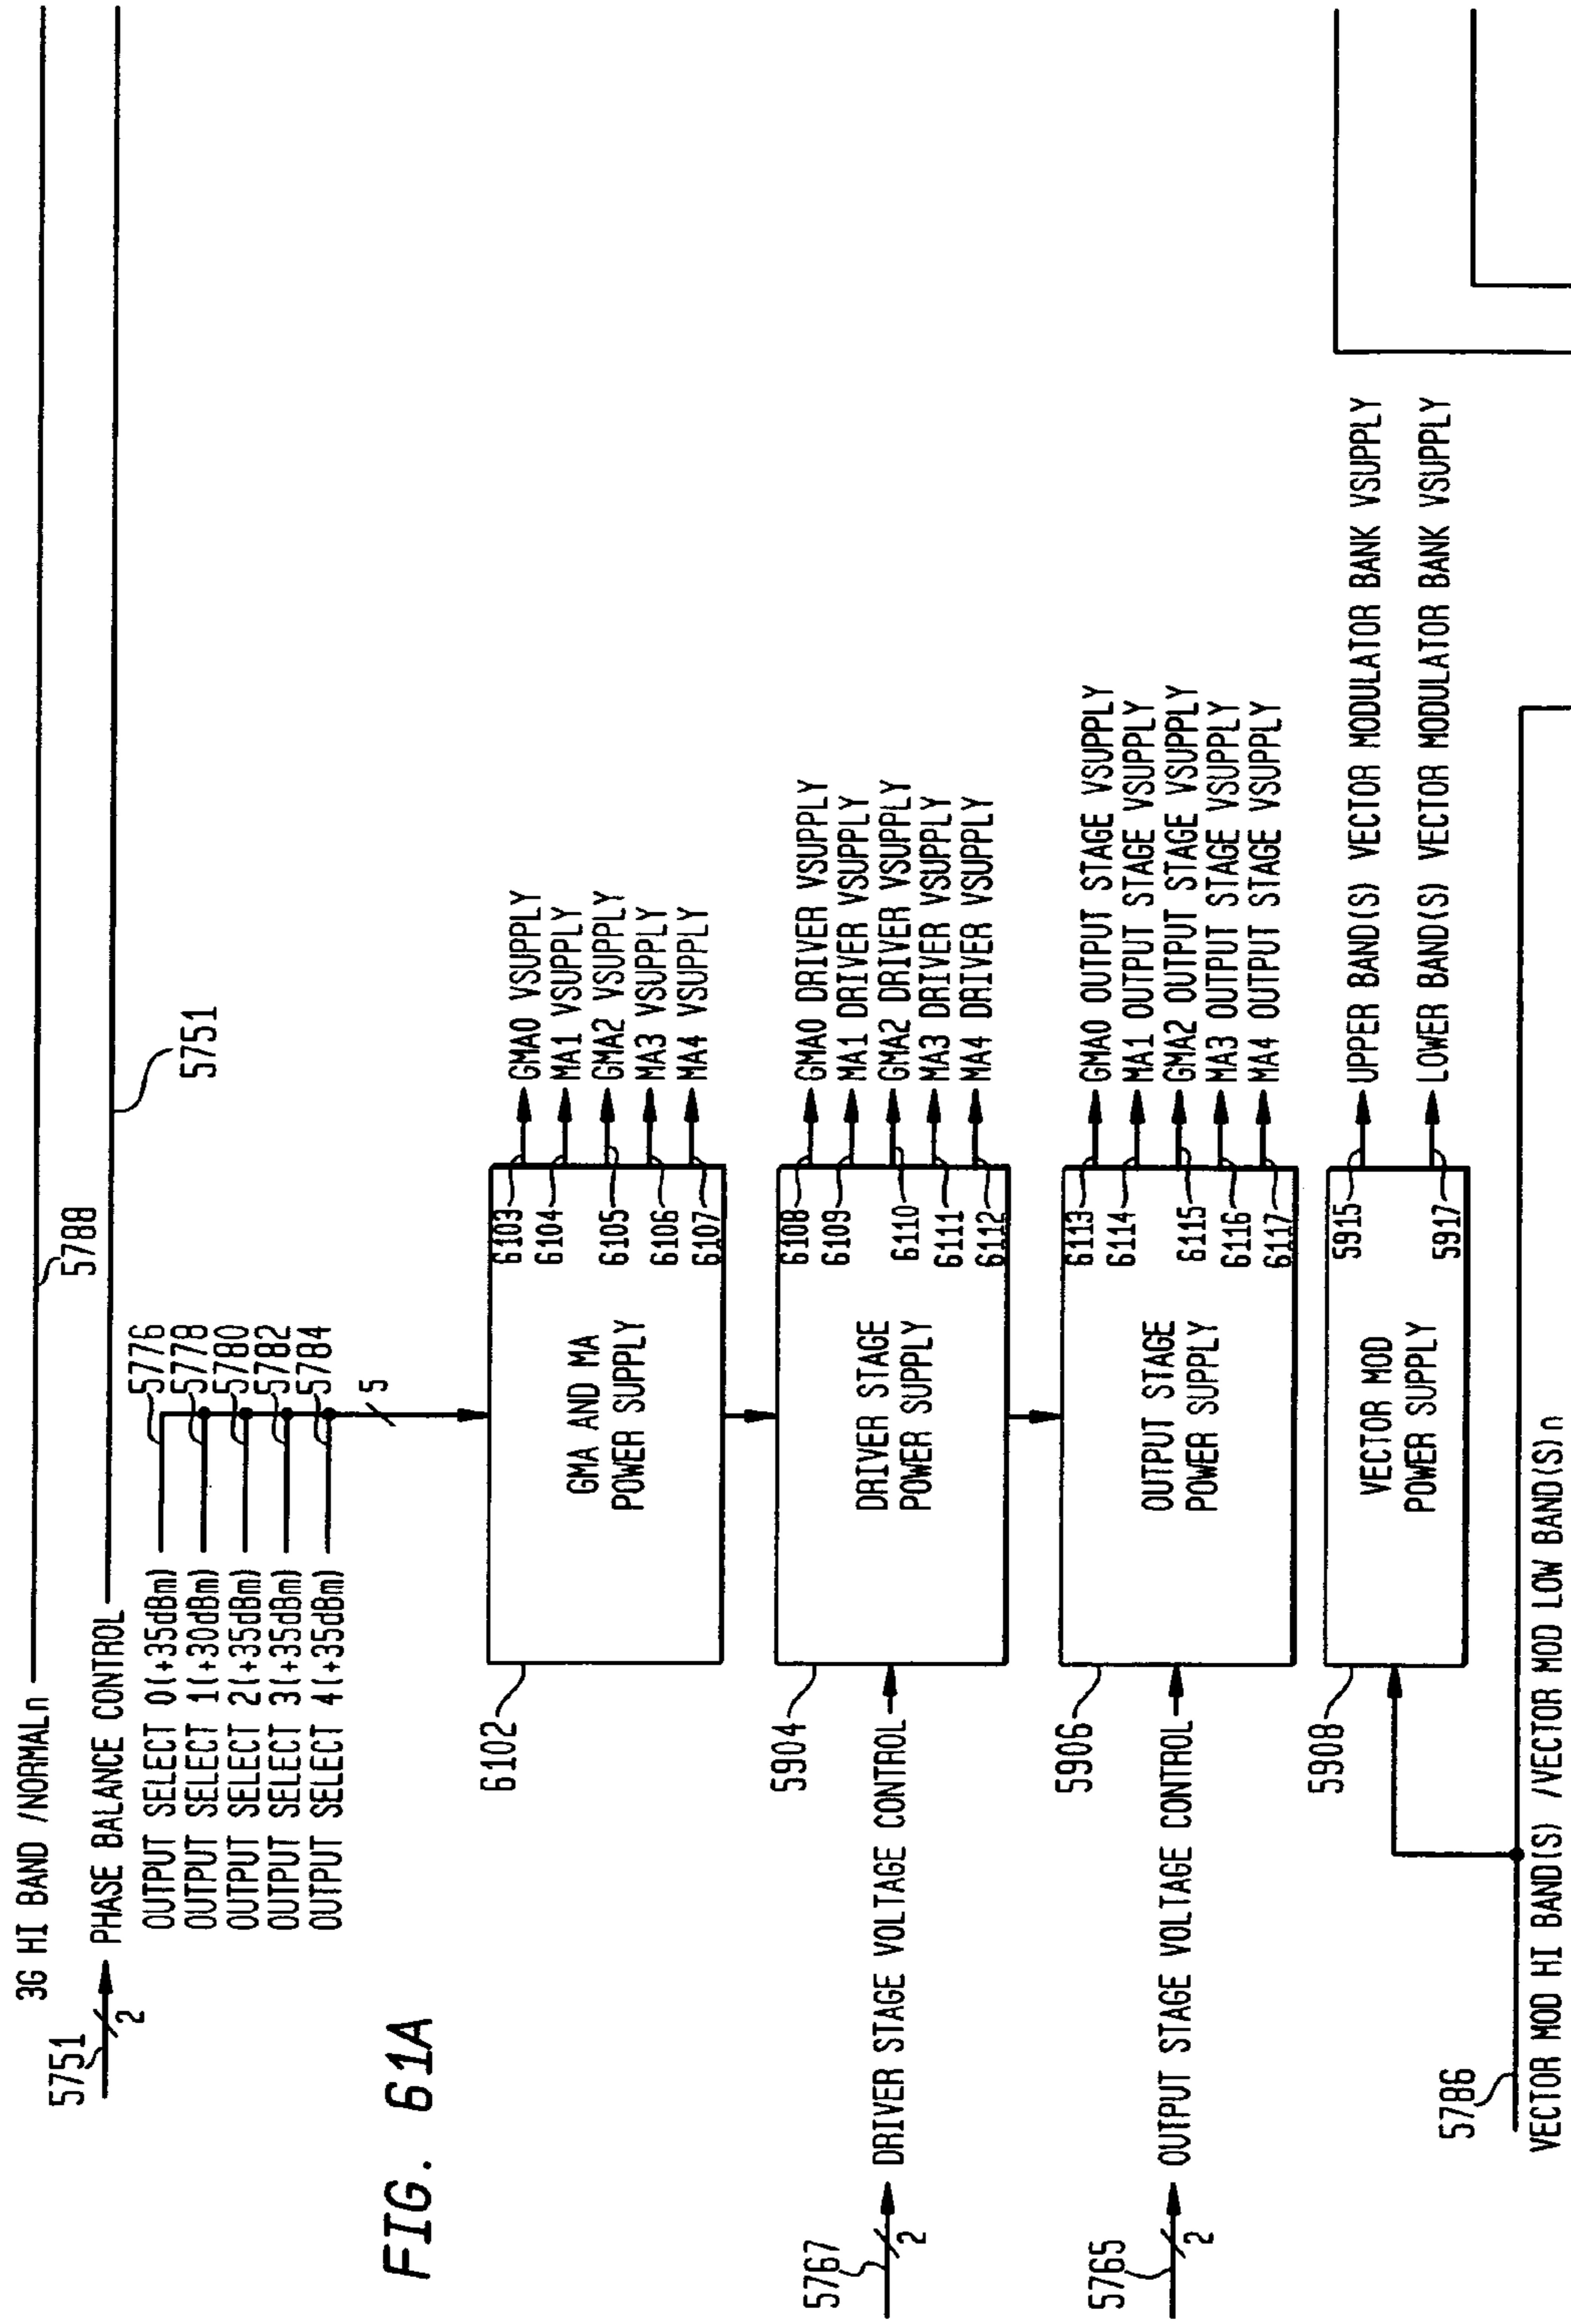 3G HI BAND /NORMALn
5788
5751
2
PHASE BALANCE CONTROL
5751
OUTPUT SELECT 0(+35dBm)
OUTPUT SELECT 1(+30dBm)
OUTPUT SELECT 2(+35dBm)
OUTPUT SELECT 3(+35dBm)
OUTPUT SELECT 4(+35dBm)
5776
5778
5780
5782
5784
5
FIG. 61A
6102
GMA AND MA
POWER SUPPLY
6103
6104
6105
6106
6107
GMA0 VSUPPLY
MA1 VSUPPLY
GMA2 VSUPPLY
MA3 VSUPPLY
MA4 VSUPPLY
5767
2
DRIVER STAGE VOLTAGE CONTROL
5904
DRIVER STAGE
POWER SUPPLY
6108
6109
6110
6111
6112
GMA0 DRIVER VSUPPLY
MA1 DRIVER VSUPPLY
GMA2 DRIVER VSUPPLY
MA3 DRIVER VSUPPLY
MA4 DRIVER VSUPPLY
5765
2
OUTPUT STAGE VOLTAGE CONTROL
5906
OUTPUT STAGE
POWER SUPPLY
6113
6114
6115
6116
6117
GMA0 OUTPUT STAGE VSUPPLY
MA1 OUTPUT STAGE VSUPPLY
GMA2 OUTPUT STAGE VSUPPLY
MA3 OUTPUT STAGE VSUPPLY
MA4 OUTPUT STAGE VSUPPLY
5908
VECTOR MOD
POWER SUPPLY
5915
5917
UPPER BAND(S) VECTOR MODULATOR BANK VSUPPLY
LOWER BAND(S) VECTOR MODULATOR BANK VSUPPLY
5786
VECTOR MOD HI BAND(S) /VECTOR MOD LOW BAND(S)n